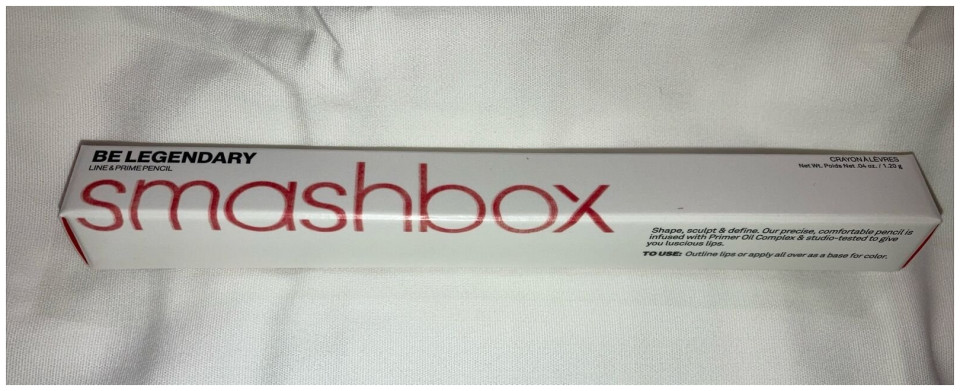 BE LEGENDARY
LINE & PRIME PENCIL
smashbox
CRAYON À LÈVRES
Net Wt. Poids Net .04 oz. / 1.20 g
Shape, sculpt & define. Our precise, comfortable pencil is
infused with Primer Oil Complex & studio-tested to give
you luscious lips.
TO USE: Outline lips or apply all over as a base for color.